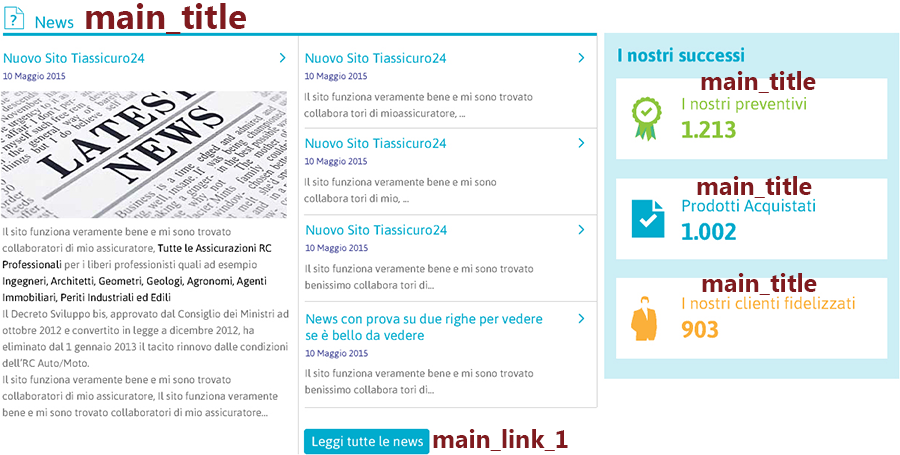 News main_title
Nuovo Sito Tiassicuro24
10 Maggio 2015
LATEST
NEWS
Il sito funziona veramente bene e mi sono trovato
collaboratori di mio assicuratore, Tutte le Assicurazioni RC
Professionali per i liberi professionisti quali ad esempio
Ingegneri, Architetti, Geometri, Geologi, Agronomi, Agenti
Immobiliari, Periti Industriali ed Edili
Il Decreto Sviluppo bis, approvato dal Consiglio dei Ministri ad
ottobre 2012 e convertito in legge a dicembre 2012, ha
eliminato dal 1 gennaio 2013 il tacito rinnovo dalle condizioni
dell'RC Auto/Moto.
Il sito funziona veramente bene e mi sono trovato
collaboratori di mio assicuratore, Il sito funziona veramente
bene e mi sono trovato collaboratori di mio assicuratore...
Nuovo Sito Tiassicuro24
10 Maggio 2015
Il sito funziona veramente bene e mi sono trovato
collabora tori di mioassicuratore, ...
Nuovo Sito Tiassicuro24
10 Maggio 2015
Il sito funziona veramente bene e mi sono
collabora tori di mio, ...
Nuovo Sito Tiassicuro24
10 Maggio 2015
Il sito funziona veramente bene e mi sono trovato
benissimo collabora tori di...
News con prova su due righe per vedere
se è bello da vedere
10 Maggio 2015
Il sito funziona veramente bene e mi sono trovato
benissimo collabora tori di...
Leggi tutte le news main_link_1
I nostri successi
main_title
I nostri preventivi
1.213
main_title
Prodotti Acquistati
1.002
main_title
I nostri clienti fidelizzati
903